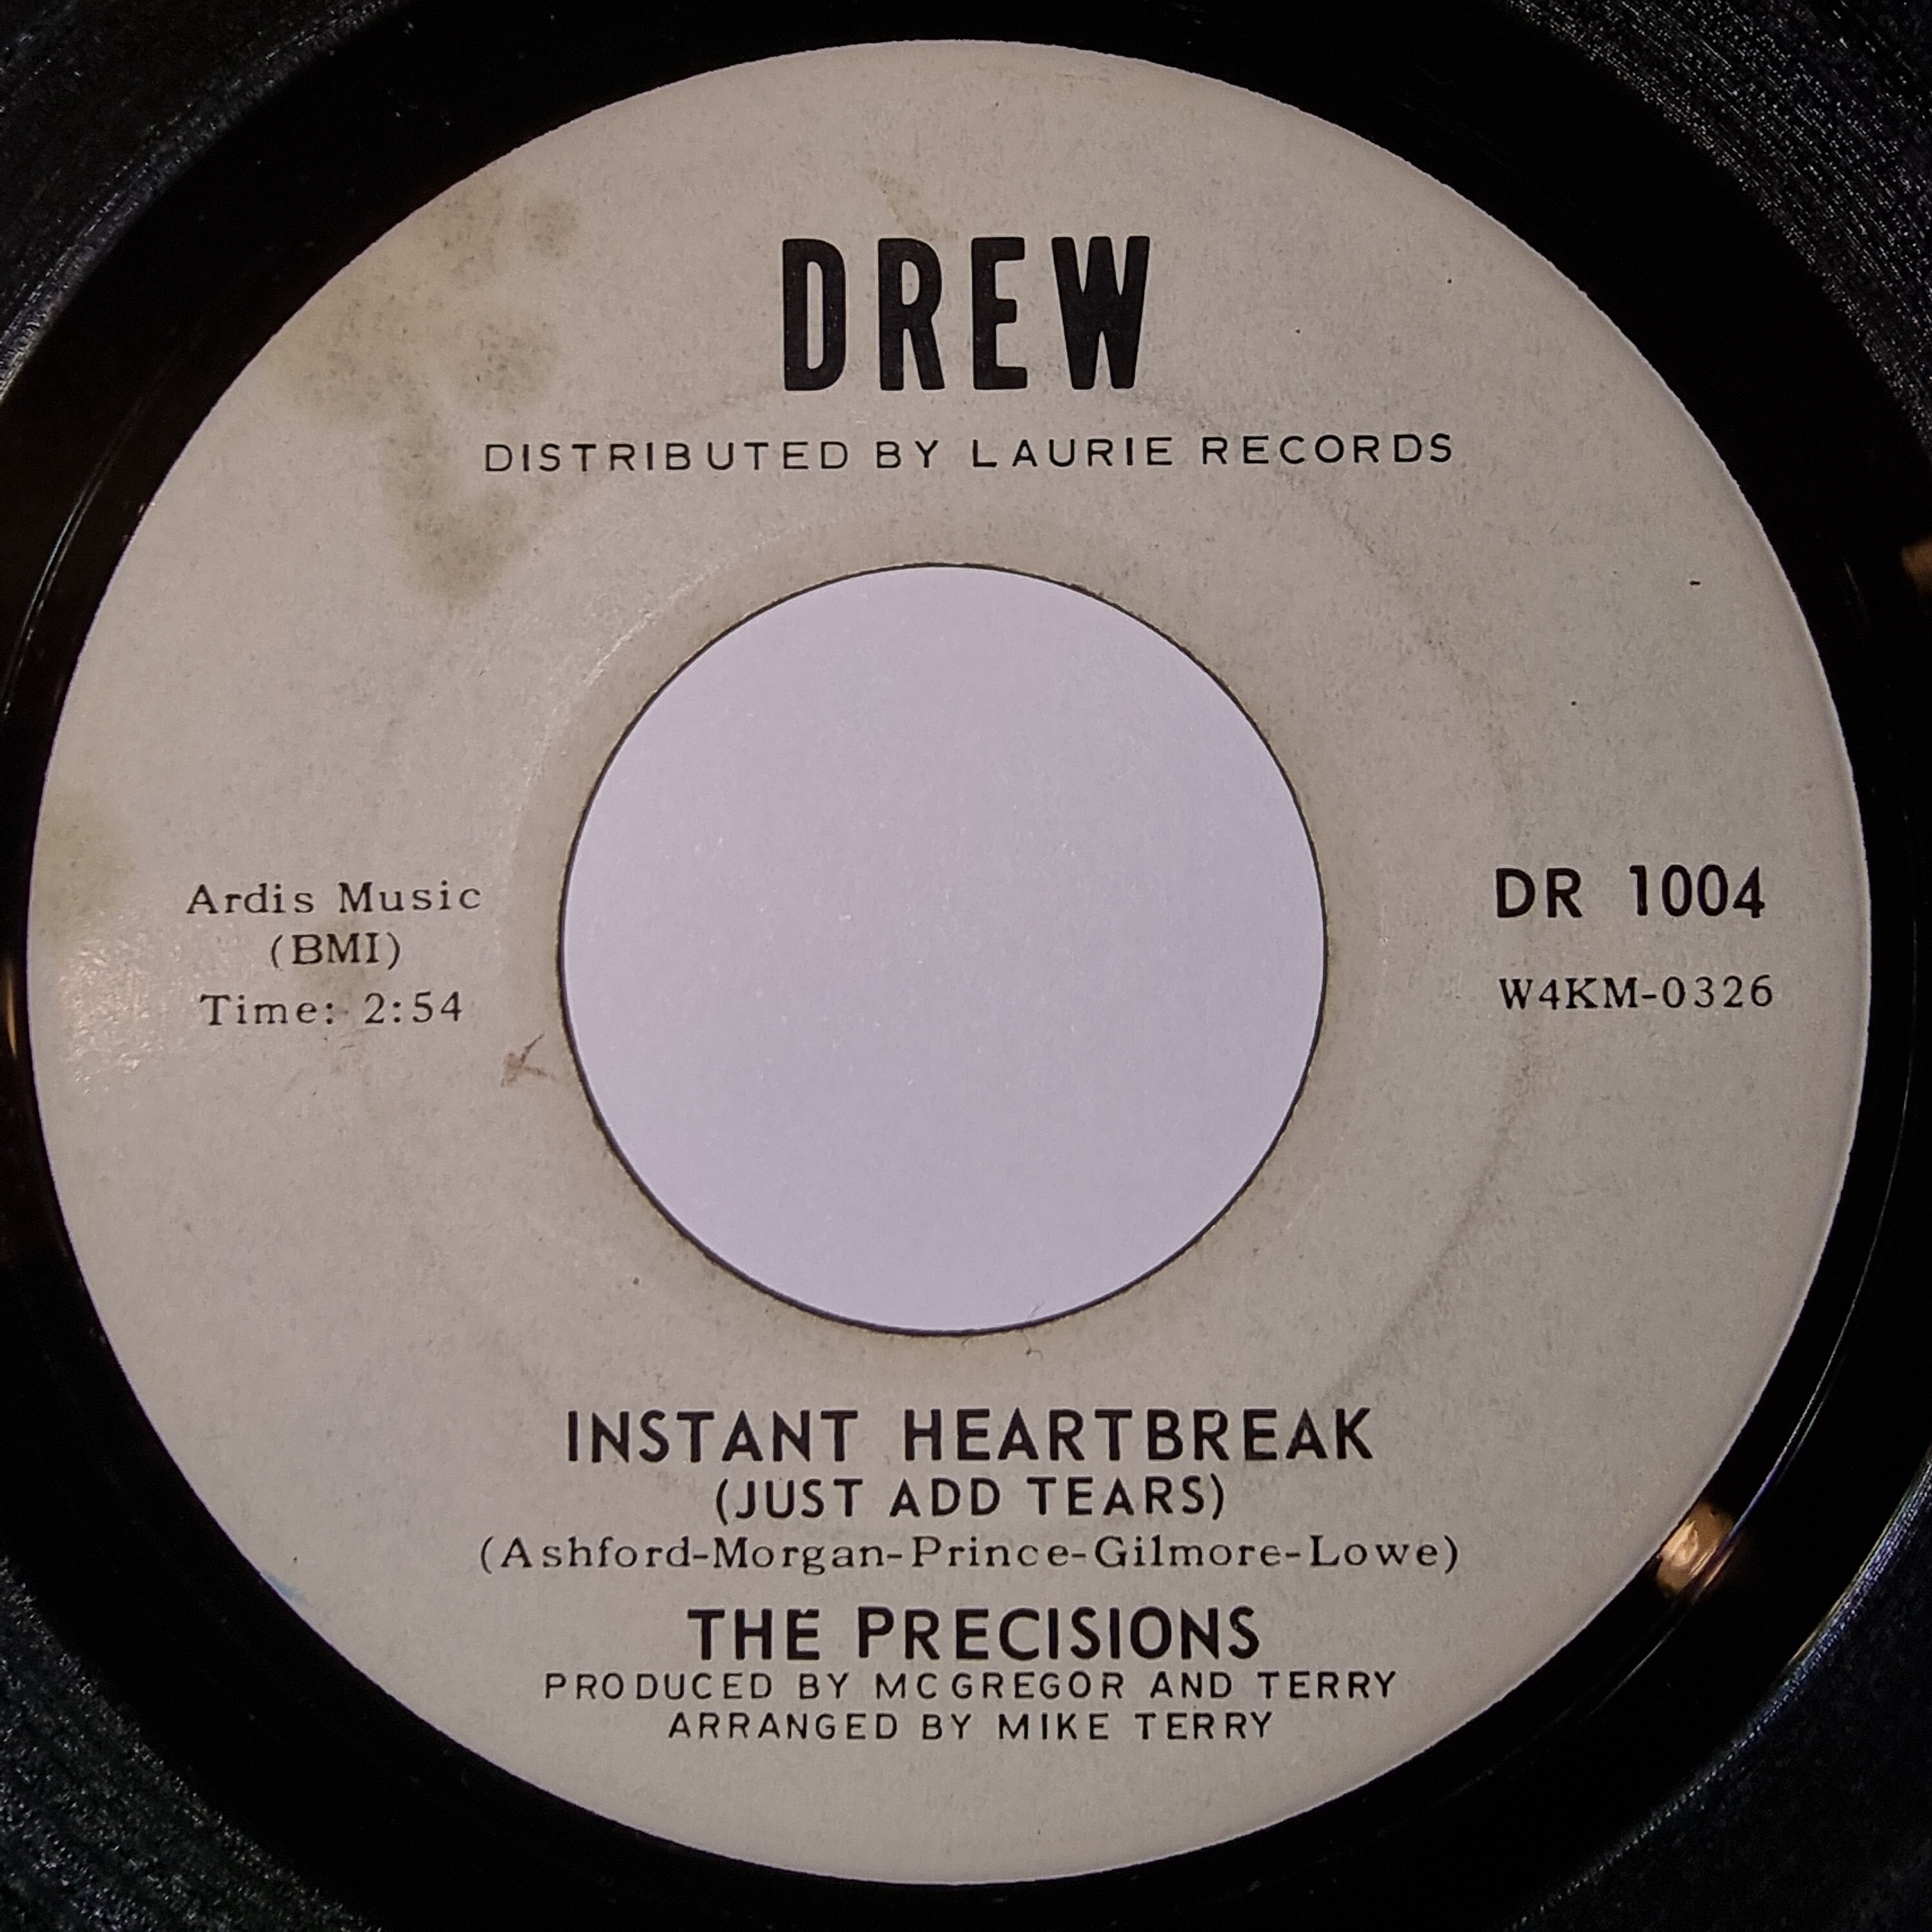 DREW
DISTRIBUTED BY LAURIE RECORDS
Ardis Music
(BMI)
Time: 2:54
DR 1004
W4KM-0326
INSTANT HEARTBREAK
(JUST ADD TEARS)
(Ashford-Morgan-Prince-Gilmore-Lowe)
THE PRECISIONS
PRODUCED BY MCGREGOR AND TERRY
ARRANGED BY MIKE TERRY